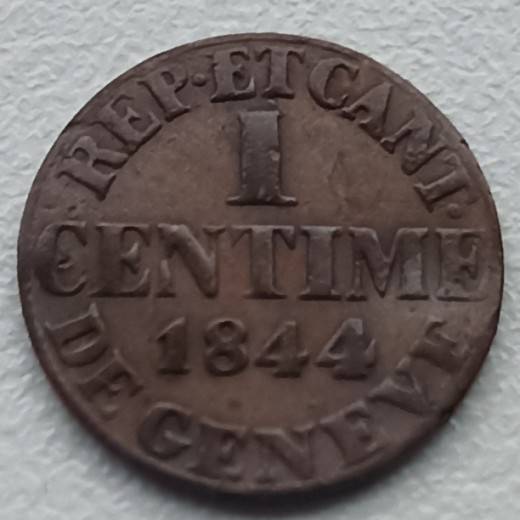 REP·ET CANT.
1
CENTIME
1844
DE GENEVE